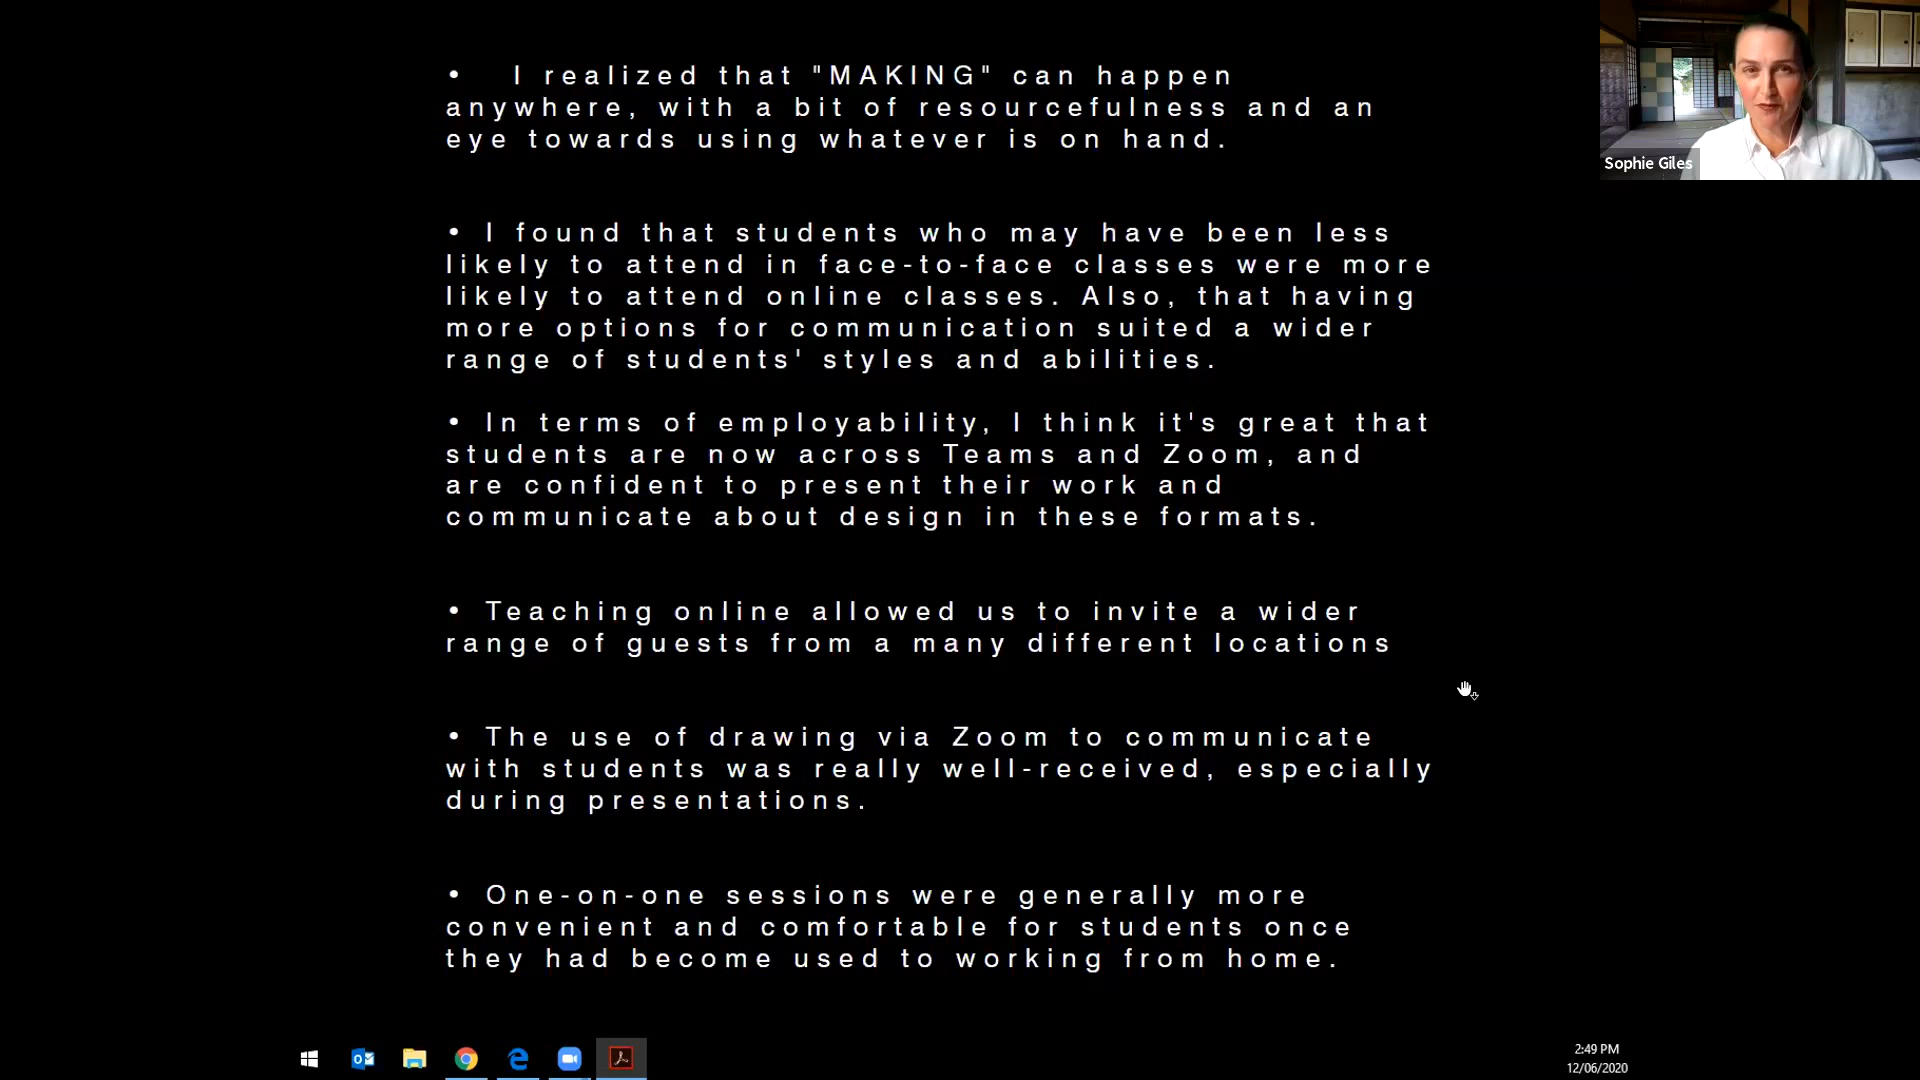 • I realized that "MAKING" can happen
anywhere, with a bit of resourcefulness and an
eye towards using whatever is on hand.
• I found that students who may have been less
likely to attend in face-to-face classes were more
likely to attend online classes. Also, that having
more options for communication suited a wider
range of students' styles and abilities.
• In terms of employability, I think it's great that
students are now across Teams and Zoom, and
are confident to present their work and
communicate about design in these formats.
• Teaching online allowed us to invite a wider
range of guests from a many different locations
• The use of drawing via Zoom to communicate
with students was really well-received, especially
during presentations.
• One-on-one sessions were generally more
convenient and comfortable for students once
they had become used to working from home.
Sophie Giles
2:49 PM
12/06/2020